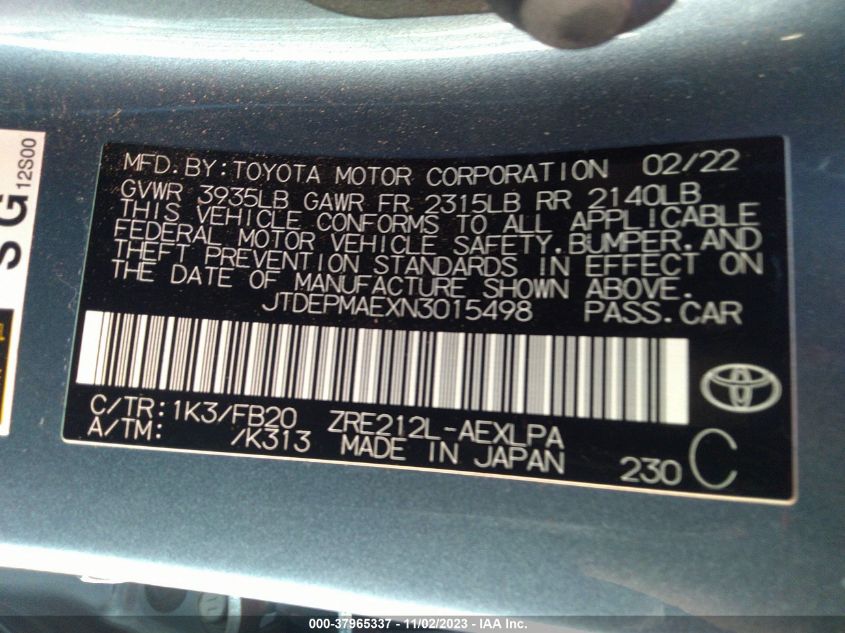 MFD. BY: TOYOTA MOTOR CORPORATION 02/22
GVWR 3935LB GAWR FR 2315LB RR 2140LB
THIS VEHICLE CONFORMS TO ALL APPLICABLE
FEDERAL MOTOR VEHICLE SAFETY, BUMPER, AND
THEFT PREVENTION STANDARDS IN EFFECT ON
THE DATE OF MANUFACTURE SHOWN ABOVE.
JTDEPMAEXN3015498 PASS. CAR
C/TR: 1K3/FB20 ZRE212L-AEXLPA
A/TM: /K313 MADE IN JAPAN 230 C
SG
12S00
000-37965337 - 11/02/2023 - IAA Inc.